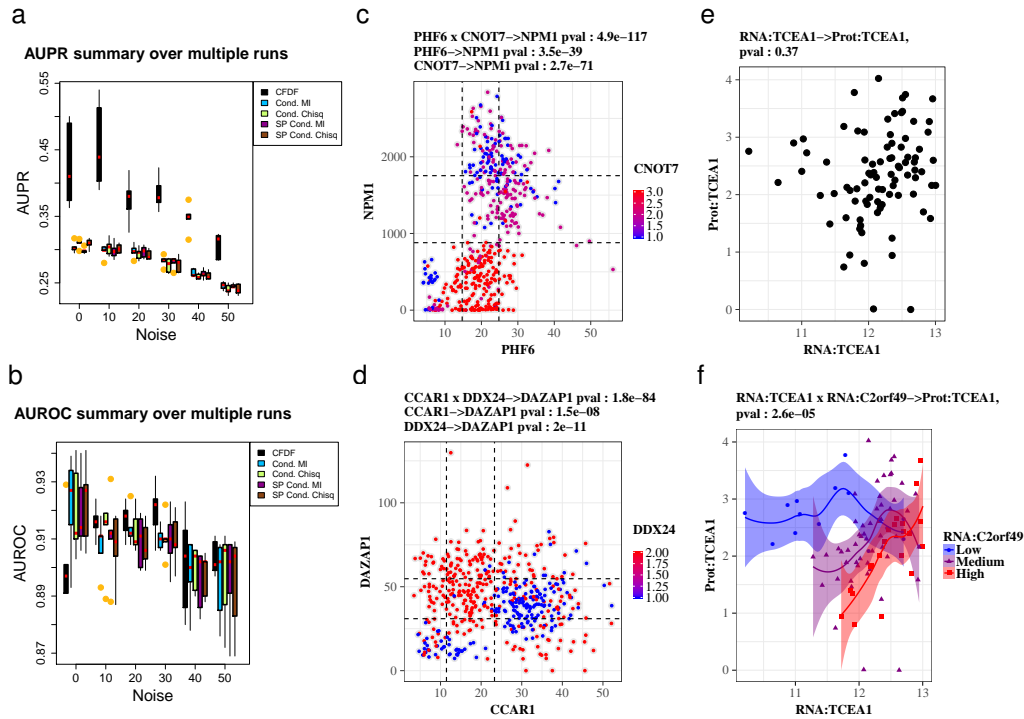 a
AUPR summary over multiple runs
AUPR
0.25
0.35
0.45
0.55
CFDF
Cond. MI
Cond. Chisq
SP Cond. MI
SP Cond. Chisq
0 10 20 30 40 50
Noise
b
AUROC summary over multiple runs
AUROC
0.87
0.89
0.91
0.93
CFDF
Cond. MI
Cond. Chisq
SP Cond. MI
SP Cond. Chisq
0 10 20 30 40 50
Noise
c
PHF6 x CNOT7->NPM1 pval : 4.9e-117
PHF6->NPM1 pval : 3.5e-39
CNOT7->NPM1 pval : 2.7e-71
NPM1
2000
1000
0
10 20 30 40 50
PHF6
CNOT7
3.0
2.5
2.0
1.5
1.0
d
CCAR1 x DDX24->DAZAP1 pval : 1.8e-84
CCAR1->DAZAP1 pval : 1.5e-08
DDX24->DAZAP1 pval : 2e-11
DAZAP1
100
50
0
10 20 30 40 50
CCAR1
DDX24
2.00
1.75
1.50
1.25
1.00
e
RNA:TCEA1->Prot:TCEA1,
pval : 0.37
Prot:TCEA1
4
3
2
1
0
11 12 13
RNA:TCEA1
f
RNA:TCEA1 x RNA:C2orf49->Prot:TCEA1,
pval : 2.6e-05
Prot:TCEA1
4
3
2
1
0
11 12 13
RNA:TCEA1
RNA:C2orf49
Low
Medium
High